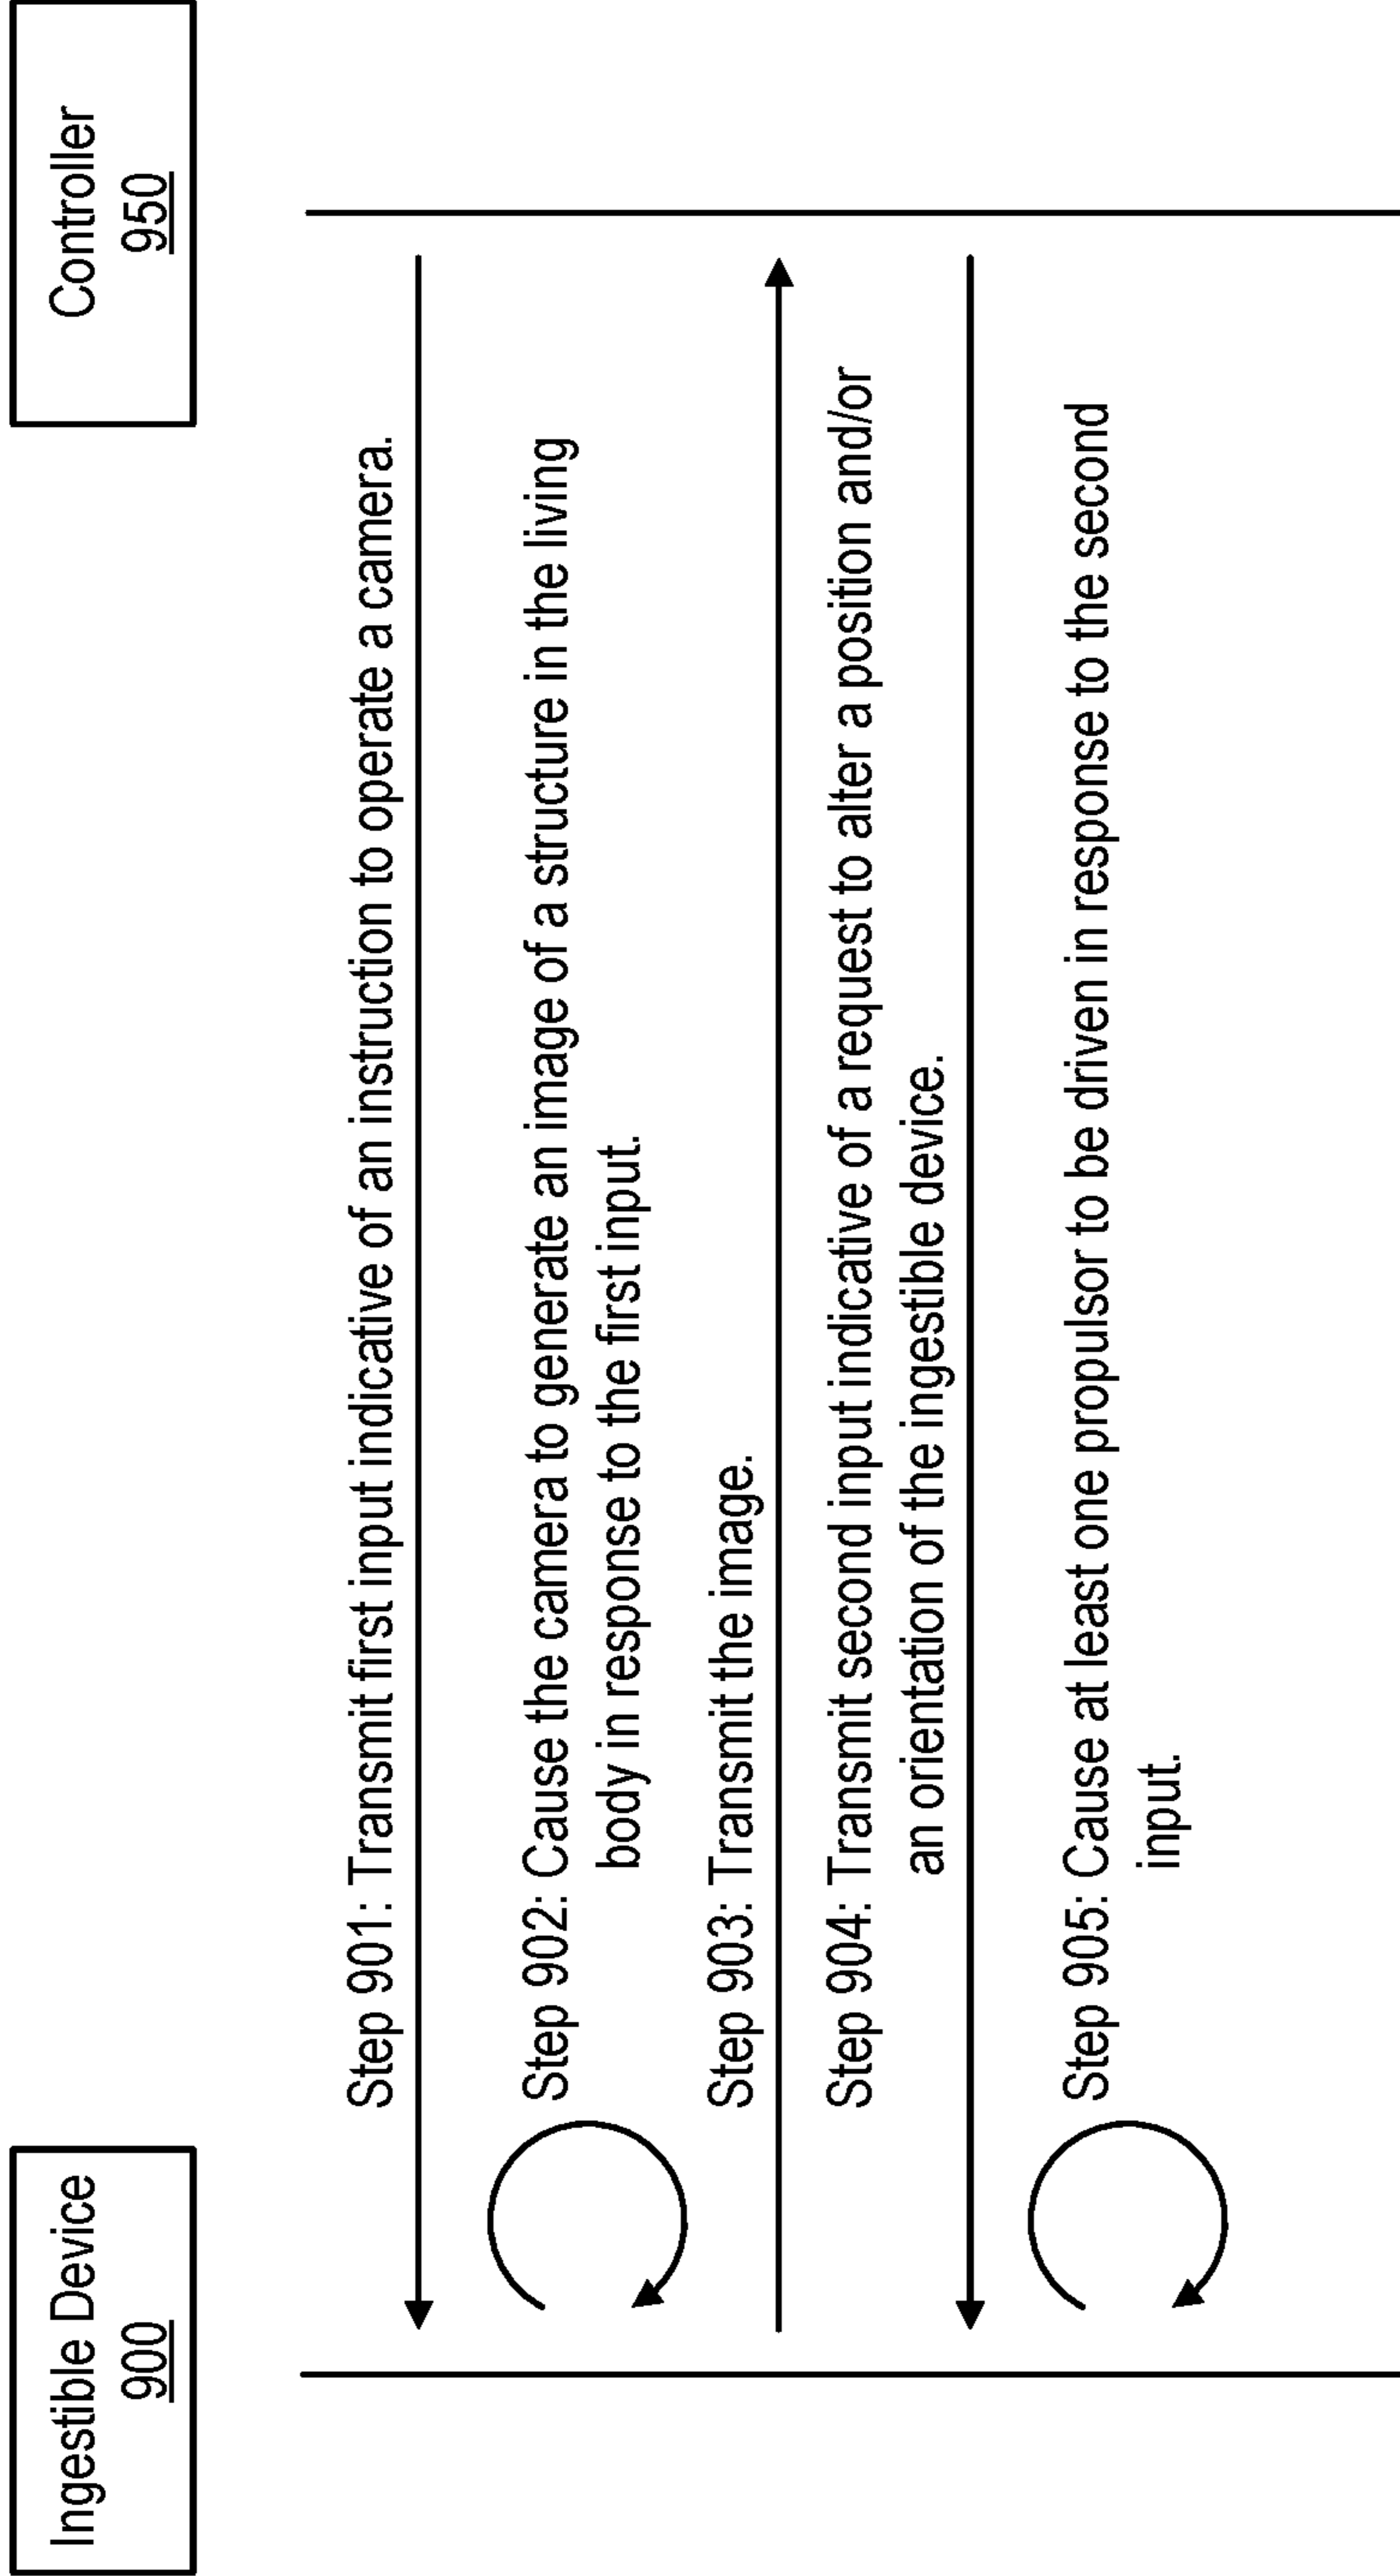 Ingestible Device
900
Controller
950
Step 901: Transmit first input indicative of an instruction to operate a camera.
Step 902: Cause the camera to generate an image of a structure in the living
body in response to the first input.
Step 903: Transmit the image.
Step 904: Transmit second input indicative of a request to alter a position and/or
an orientation of the ingestible device.
Step 905: Cause at least one propulsor to be driven in response to the second
input.